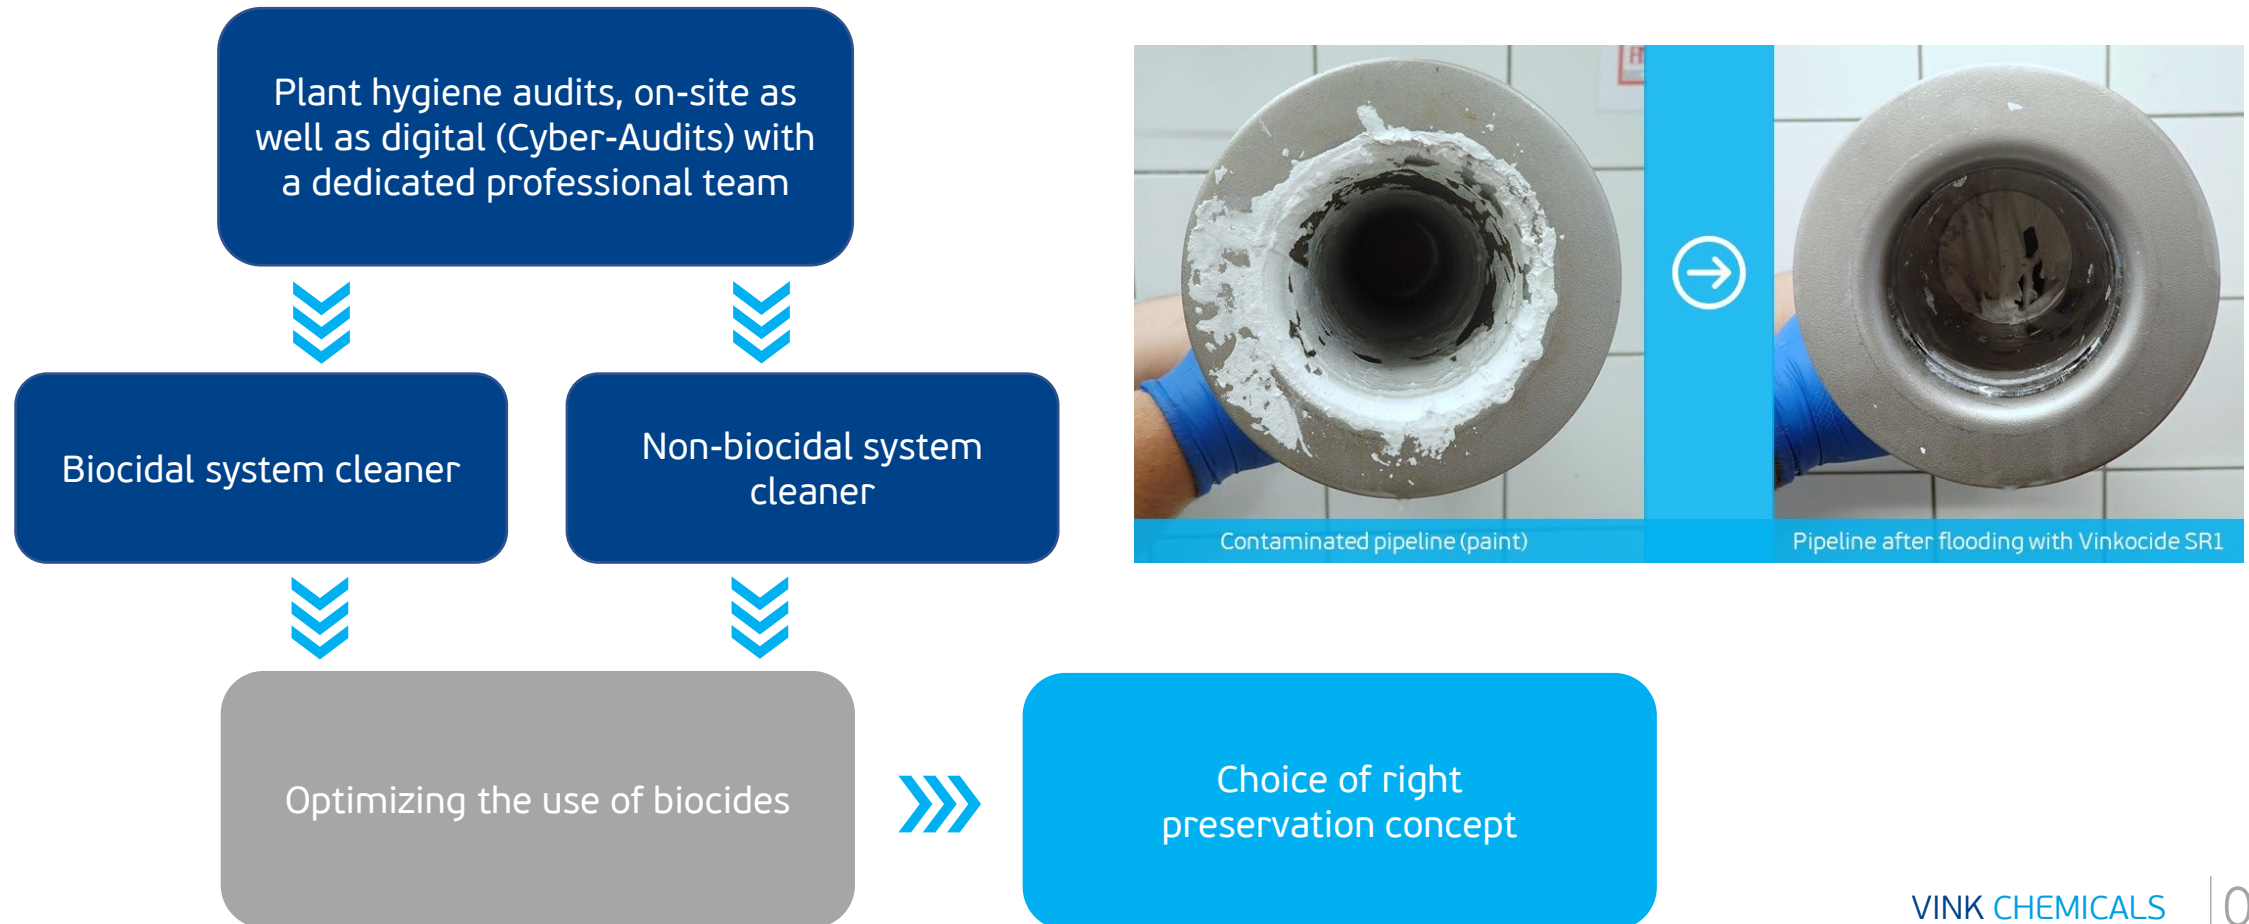 Plant hygiene audits, on-site as
well as digital (Cyber-Audits) with
a dedicated professional team
Biocidal system cleaner
Non-biocidal system
cleaner
Optimizing the use of biocides
Choice of right
preservation concept
Contaminated pipeline (paint)
Pipeline after flooding with Vinkocide SR1
VINK CHEMICALS